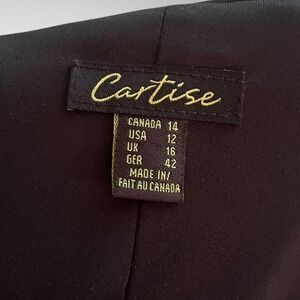 Cartise
CANADA 14
USA 12
UK 16
GER 42
MADE IN/
FAIT AU CANADA